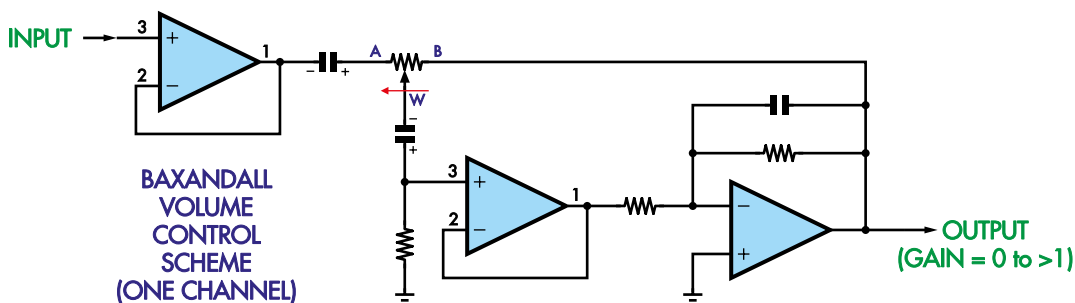 INPUT
3
+
2
−
1
−
+
A
B
W
−
+
3
+
2
−
1
−
+
BAXANDALL
VOLUME
CONTROL
SCHEME
(ONE CHANNEL)
OUTPUT
(GAIN = 0 to >1)